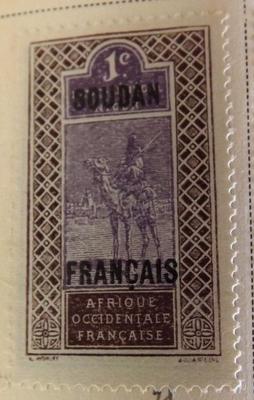 1c
SOUDAN
FRANÇAIS
AFRIQUE
OCCIDENTALE
FRANÇAISE